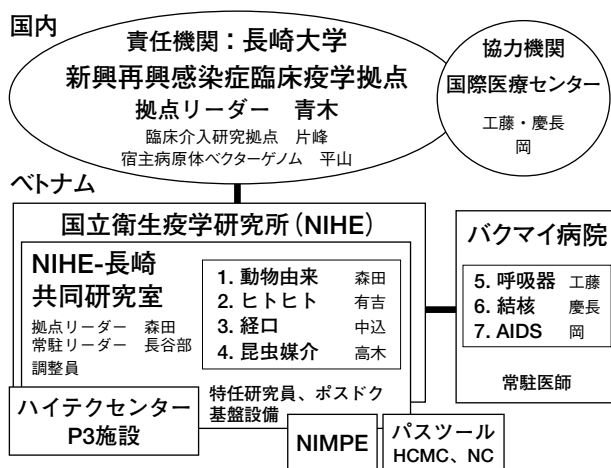 国内
責任機関：長崎大学
新興再興感染症臨床疫学拠点
拠点リーダー　青木
臨床介入研究拠点　片峰
宿主病原体ベクターゲノム　平山
協力機関
国際医療センター
工藤・慶長
岡
ベトナム
国立衛生疫学研究所（NIHE）
NIHE-長崎
共同研究室
拠点リーダー　森田
常駐リーダー　長谷部
調整員
1. 動物由来　森田
2. ヒトヒト　有吉
3. 経口　中込
4. 昆虫媒介　高木
特任研究員、ポスドク
基盤設備
ハイテクセンター
P3施設
NIMPE
パスツール
HCMC、NC
バクマイ病院
5. 呼吸器　工藤
6. 結核　慶長
7. AIDS　岡
常駐医師